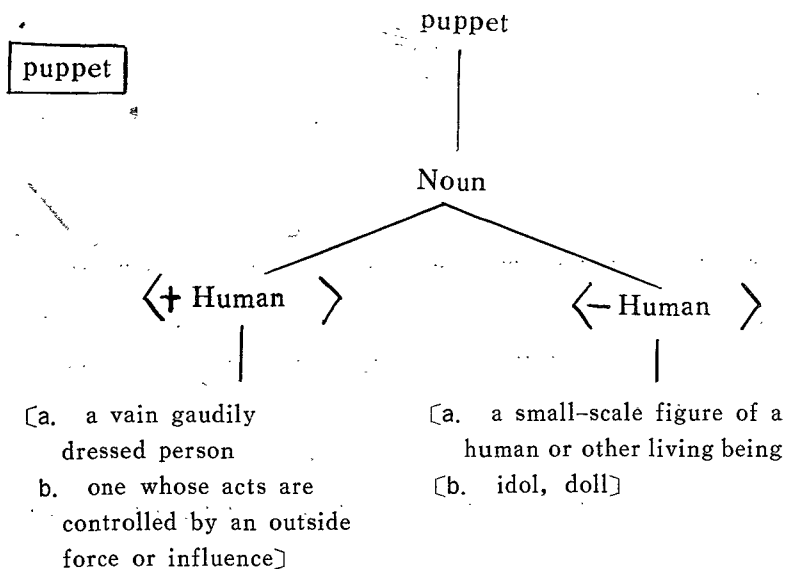 puppet
puppet
Noun
⟨+ Human ⟩
⟨− Human ⟩
[a. a vain gaudily
dressed person
b. one whose acts are
controlled by an outside
force or influence]
[a. a small–scale figure of a
human or other living being
[b. idol, doll]